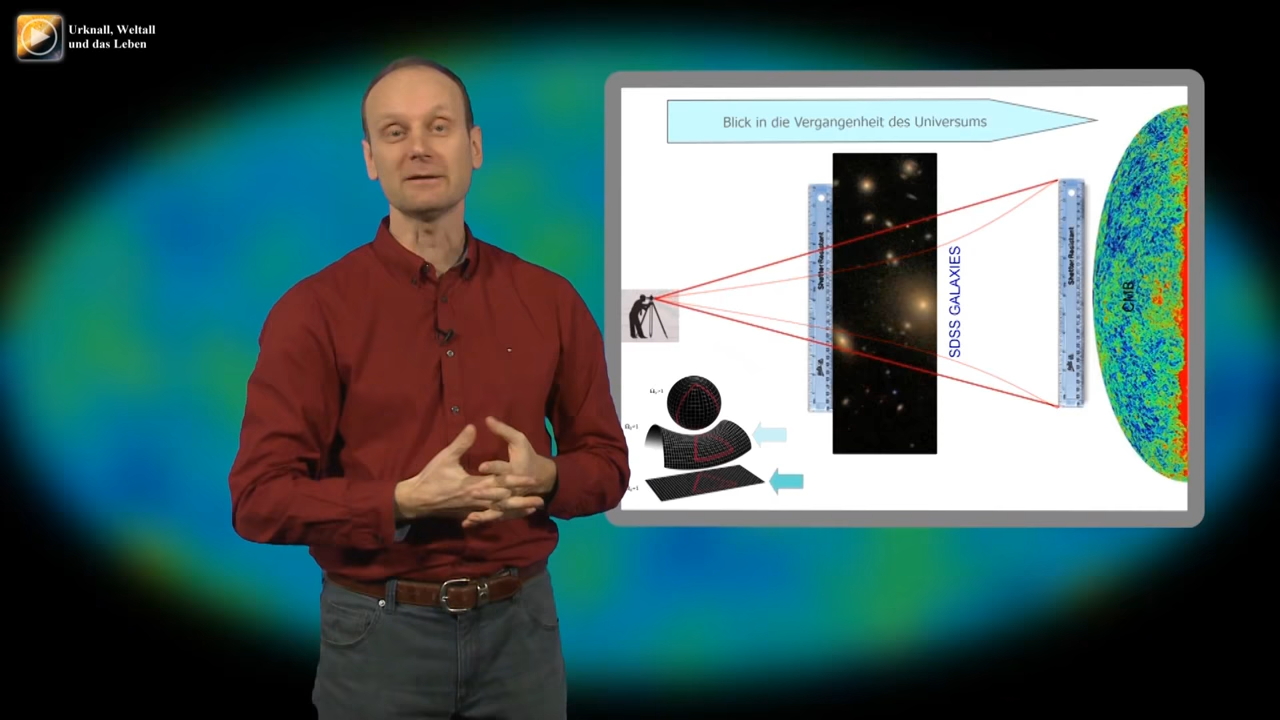 Urknall, Weltall
und das Leben
Blick in die Vergangenheit des Universums
Shatter Resistant
Shatter Resistant
SDSS GALAXIES
CMB